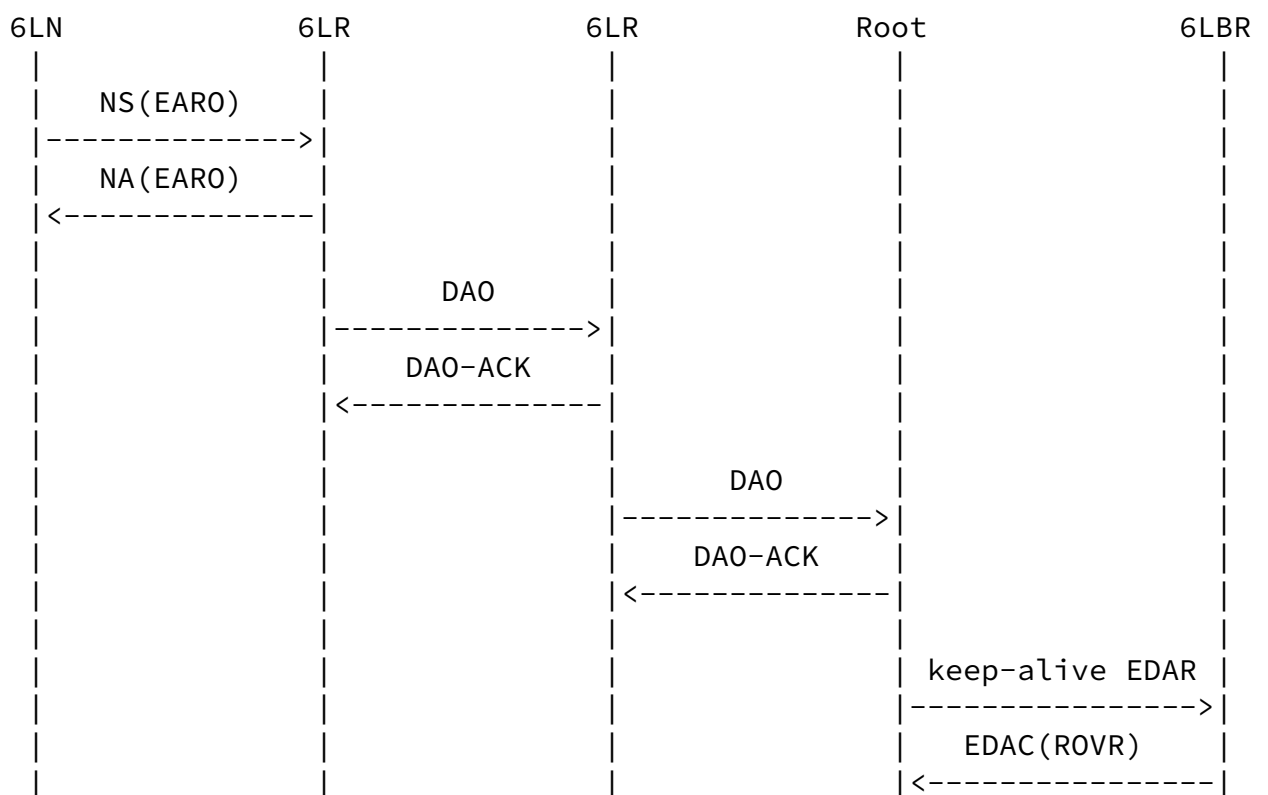 6LN 6LR 6LR Root 6LBR
NS(EARO)
NA(EARO)
DAO
DAO-ACK
DAO
DAO-ACK
keep-alive EDAR
EDAC(ROVR)